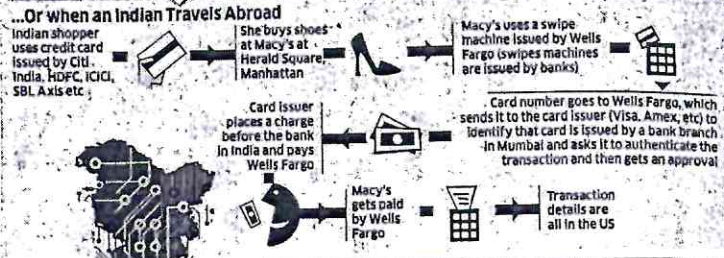 ...Or when an Indian Travels Abroad
Indian shopper
uses credit card
issued by Citi
India, HDFC, ICICI,
SBI, Axis etc
She buys shoes
at Macy's at
Herald Square,
Manhattan
Macy's uses a swipe
machine issued by Wells
Fargo (swipes machines
are issued by banks)
Card number goes to Wells Fargo, which
sends it to the card issuer (Visa, Amex, etc) to
identify that card is issued by a bank branch
in Mumbai and asks it to authenticate the
transaction and then gets an approval
Card issuer
places a charge
before the bank
in India and pays
Wells Fargo
Macy's
gets paid
by Wells
Fargo
Transaction
details are
all in the US